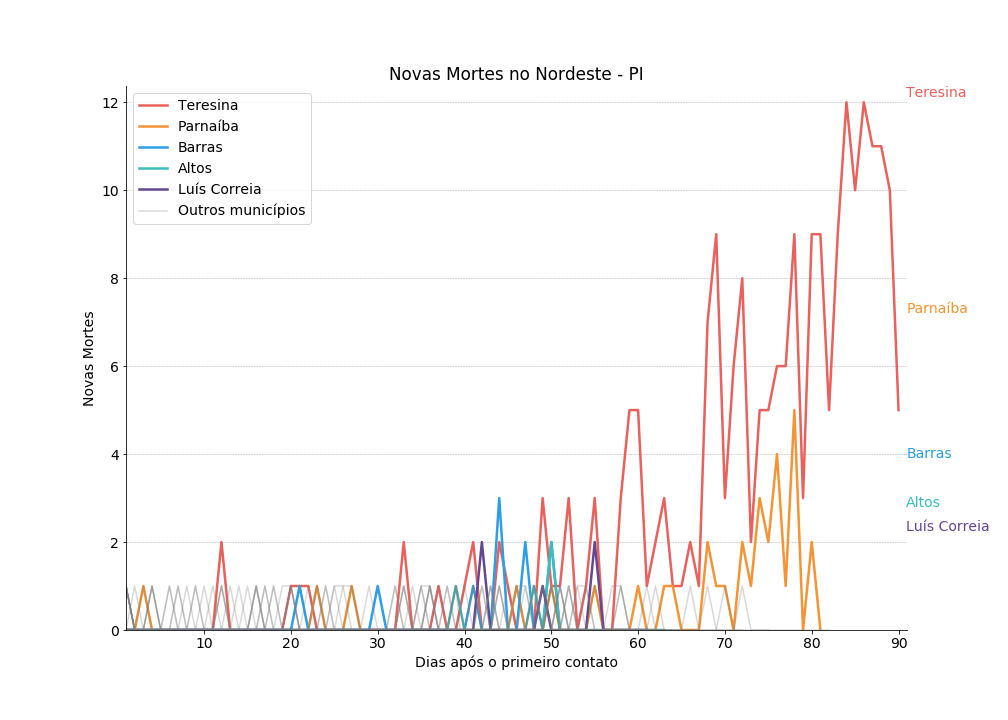 Novas Mortes no Nordeste - PI
Teresina
Parnaíba
Barras
Altos
Luís Correia
Outros municípios
12
10
8
6
4
2
0
Novas Mortes
10 20 30 40 50 60 70 80 90
Dias após o primeiro contato
Teresina
Parnaíba
Barras
Altos
Luís Correia